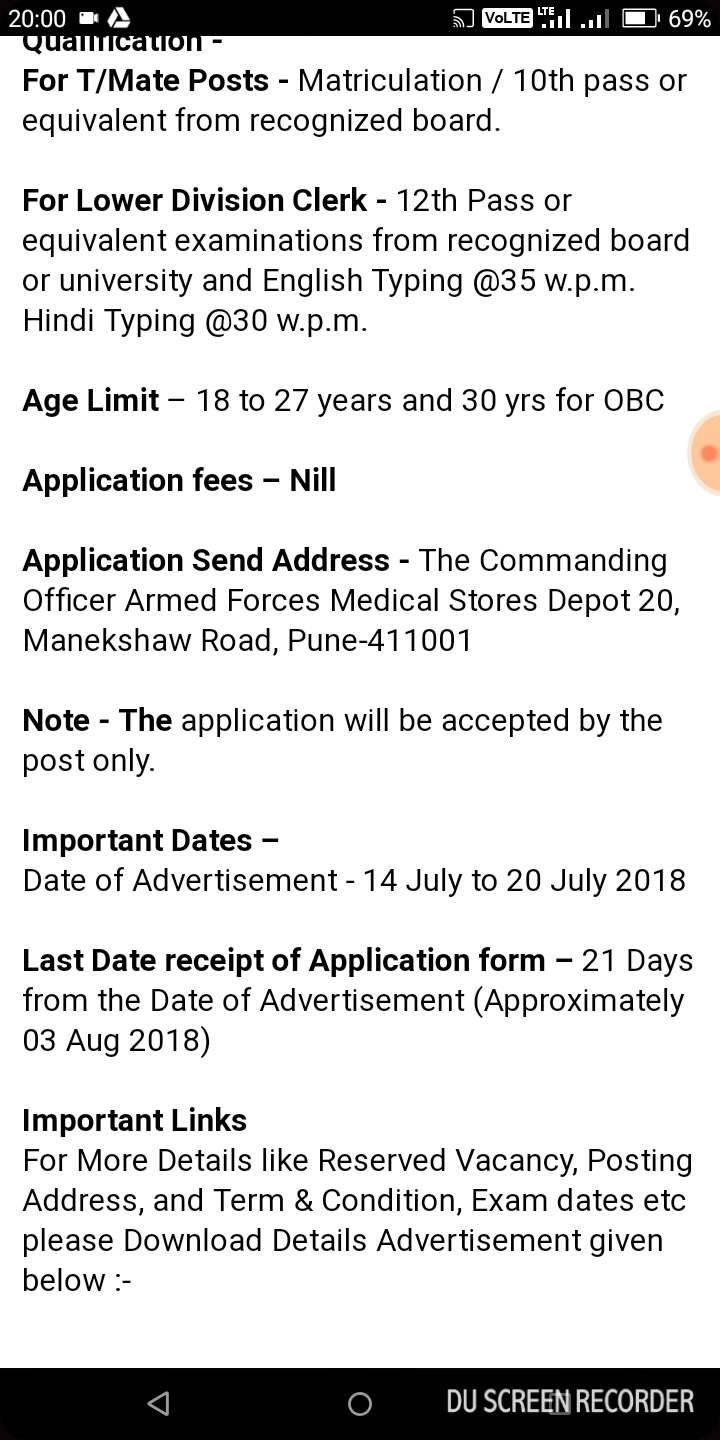 20:00 VoLTE LTE 69%
Qualification -
For T/Mate Posts - Matriculation / 10th pass or
equivalent from recognized board.
For Lower Division Clerk - 12th Pass or
equivalent examinations from recognized board
or university and English Typing @35 w.p.m.
Hindi Typing @30 w.p.m.
Age Limit – 18 to 27 years and 30 yrs for OBC
Application fees – Nill
Application Send Address - The Commanding
Officer Armed Forces Medical Stores Depot 20,
Manekshaw Road, Pune-411001
Note - The application will be accepted by the
post only.
Important Dates –
Date of Advertisement - 14 July to 20 July 2018
Last Date receipt of Application form – 21 Days
from the Date of Advertisement (Approximately
03 Aug 2018)
Important Links
For More Details like Reserved Vacancy, Posting
Address, and Term & Condition, Exam dates etc
please Download Details Advertisement given
below :-
DU SCREEN RECORDER